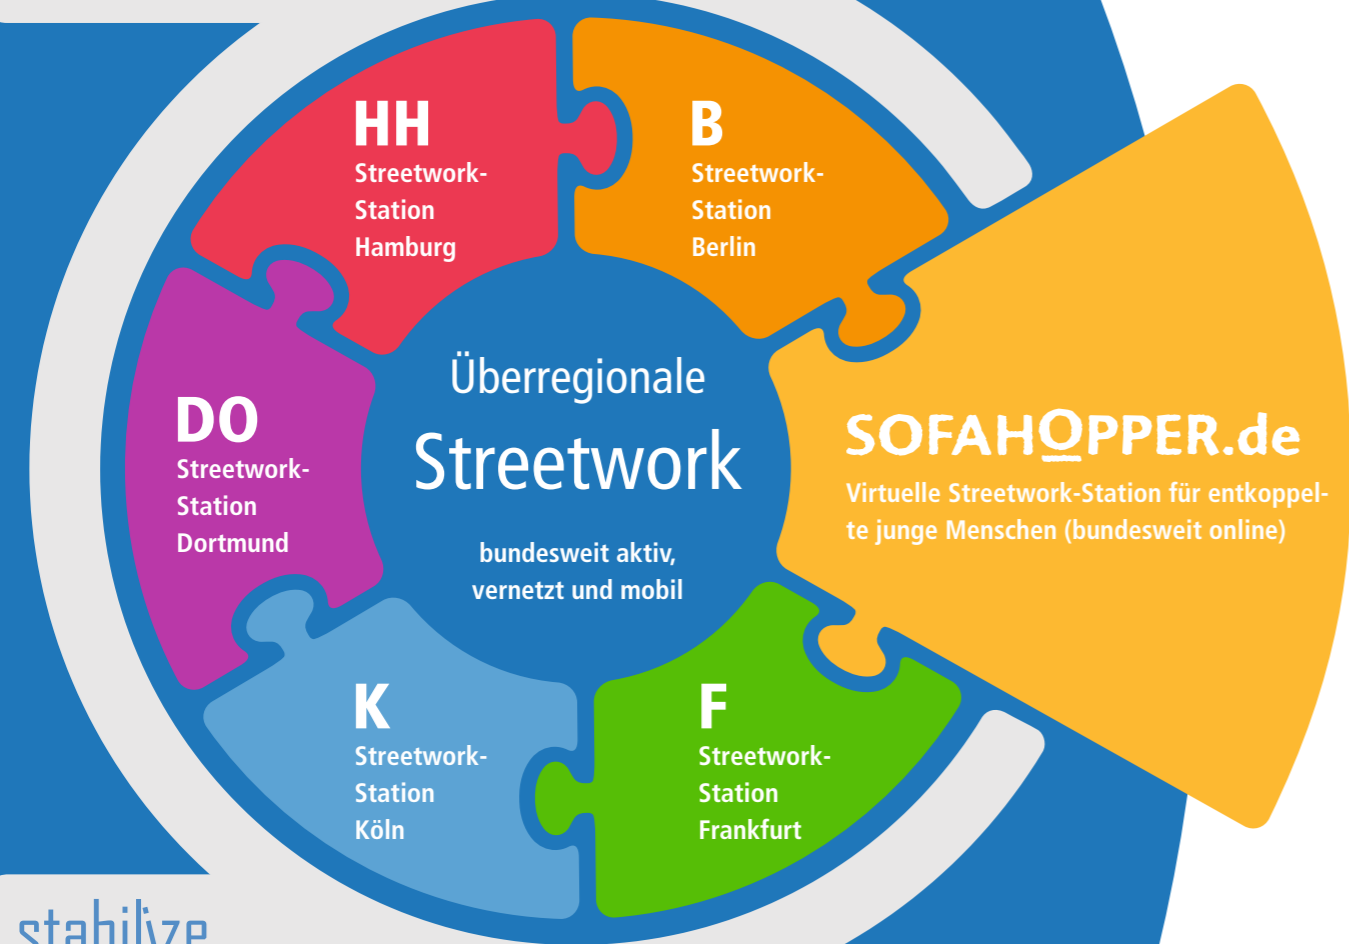 HH
Streetwork-
Station
Hamburg
B
Streetwork-
Station
Berlin
DO
Streetwork-
Station
Dortmund
Überregionale
Streetwork
bundesweit aktiv,
vernetzt und mobil
SOFAHOPPER.de
Virtuelle Streetwork-Station für entkoppel-
te junge Menschen (bundesweit online)
K
Streetwork-
Station
Köln
F
Streetwork-
Station
Frankfurt
stabilize